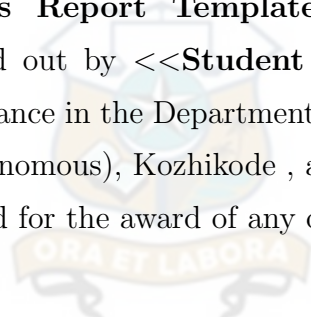 s Report Template
d out by <<Student
ance in the Department
nomous), Kozhikode , a
d for the award of any
ORA ET LABORA